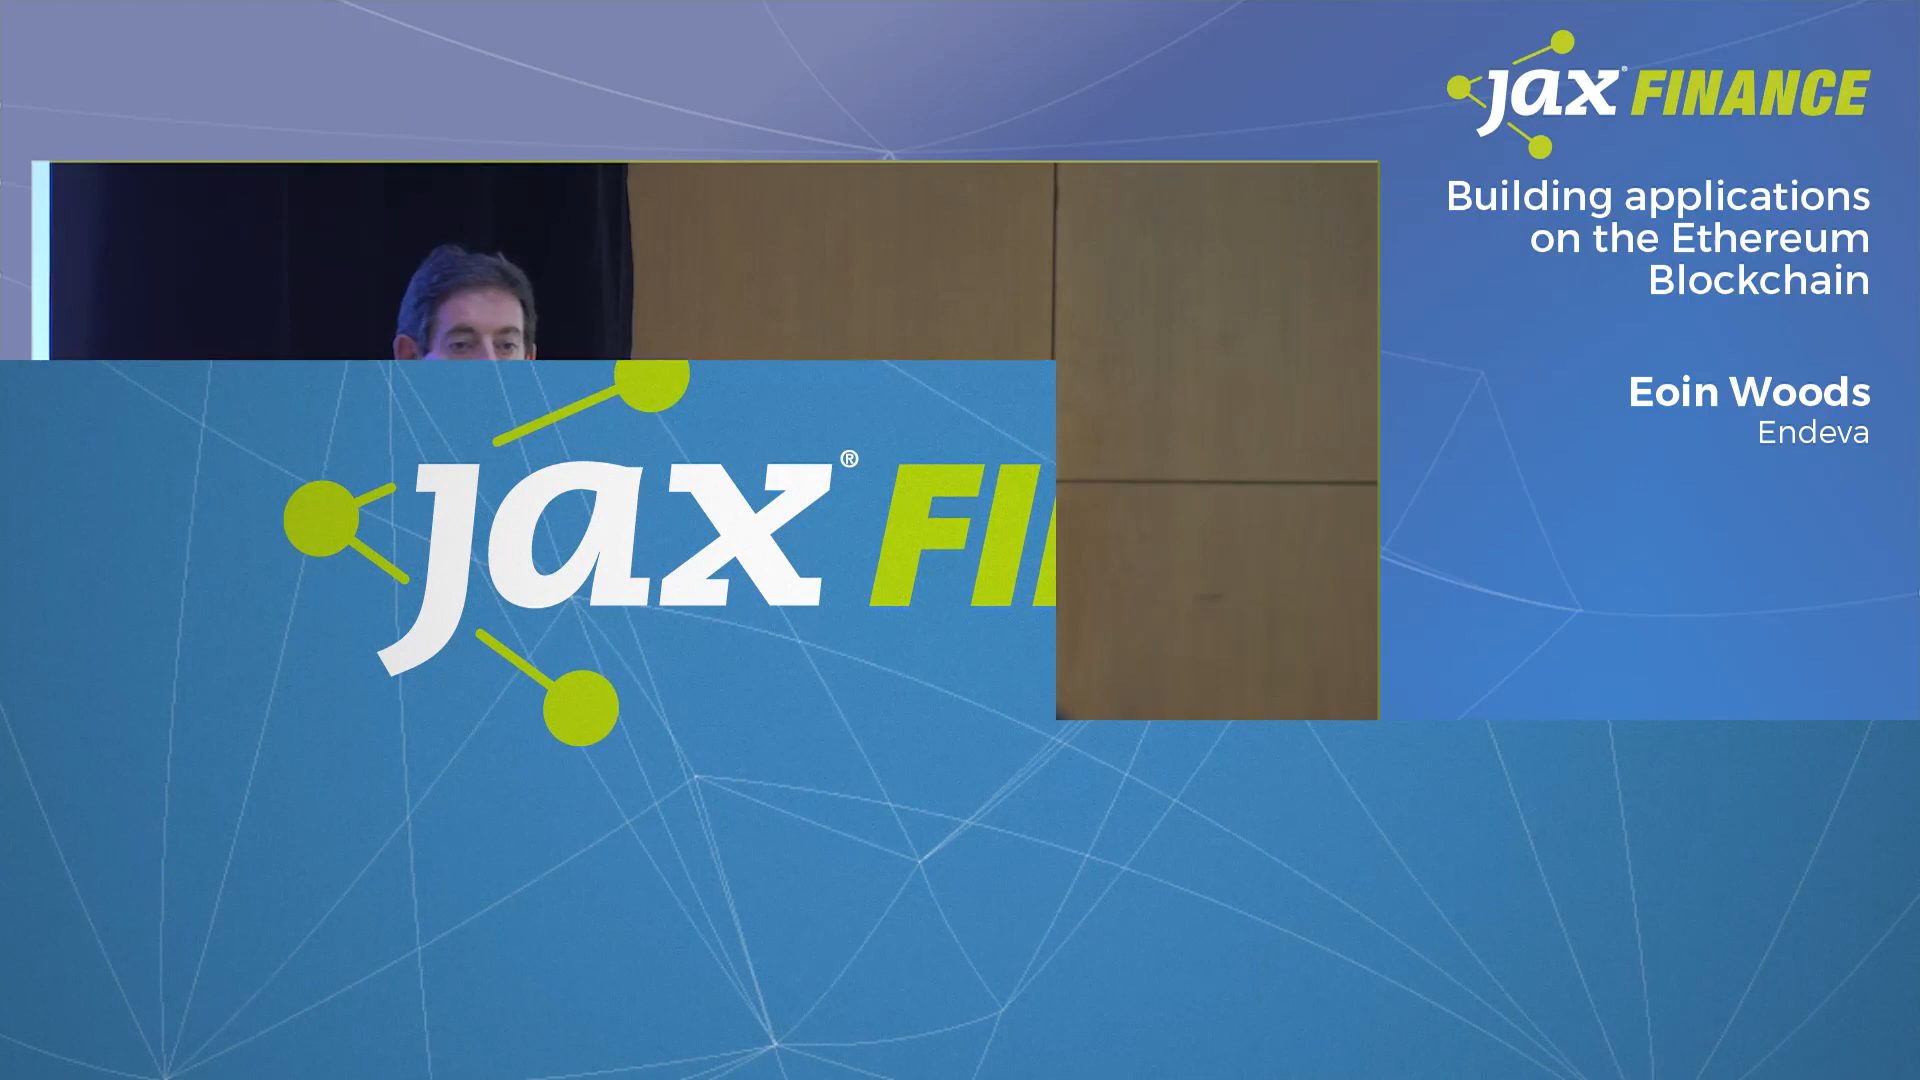 jax® FINANCE
Building applications
on the Ethereum
Blockchain
Eoin Woods
Endeva
jax® FI